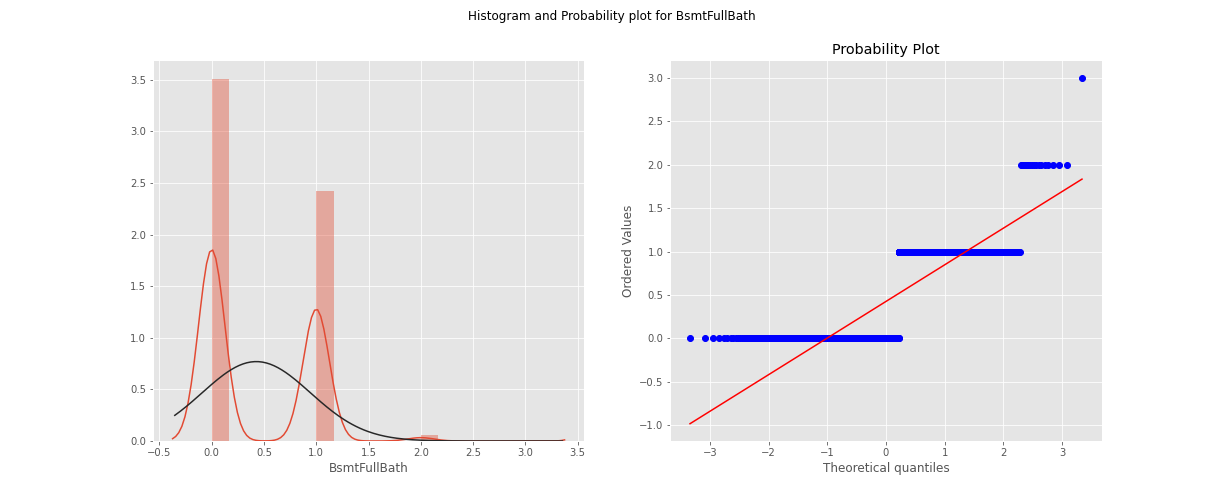 Histogram and Probability plot for BsmtFullBath
3.5
3.0
2.5
2.0
1.5
1.0
0.5
0.0
−0.5 0.0 0.5 1.0 1.5 2.0 2.5 3.0 3.5
BsmtFullBath
Probability Plot
Ordered Values
3.0
2.5
2.0
1.5
1.0
0.5
0.0
−0.5
−1.0
−3 −2 −1 0 1 2 3
Theoretical quantiles